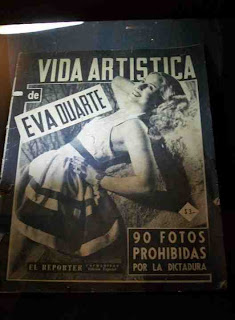 VIDA ARTISTICA
de
EVA DUARTE
90 FOTOS
PROHIBIDAS
POR LA DICTADURA
EL REPORTER